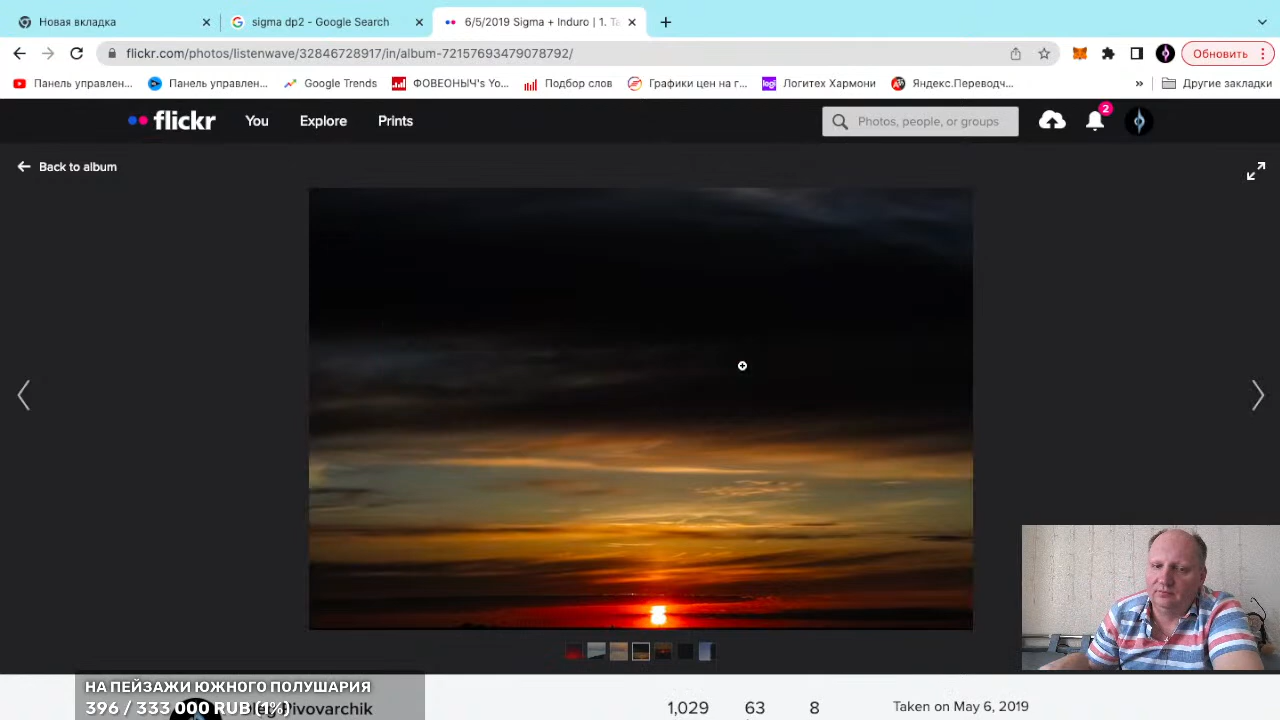 Новая вкладка
sigma dp2 - Google Search
6/5/2019 Sigma + Induro | 1. Та
flickr.com/photos/listenwave/32846728917/in/album-72157693479078792/
Обновить
Панель управлен...
Панель управлен...
Google Trends
ФОВЕОНЫЧ's Yo...
Подбор слов
Графики цен на г...
Логитех Хармони
Яндекс.Переводч...
»
Другие закладки
flickr
You
Explore
Prints
Photos, people, or groups
2
Back to album
НА ПЕЙЗАЖИ ЮЖНОГО ПОЛУШАРИЯ
396 / 333 000 RUB (1%)
Pivovarchik
1,029
63
8
Taken on May 6, 2019